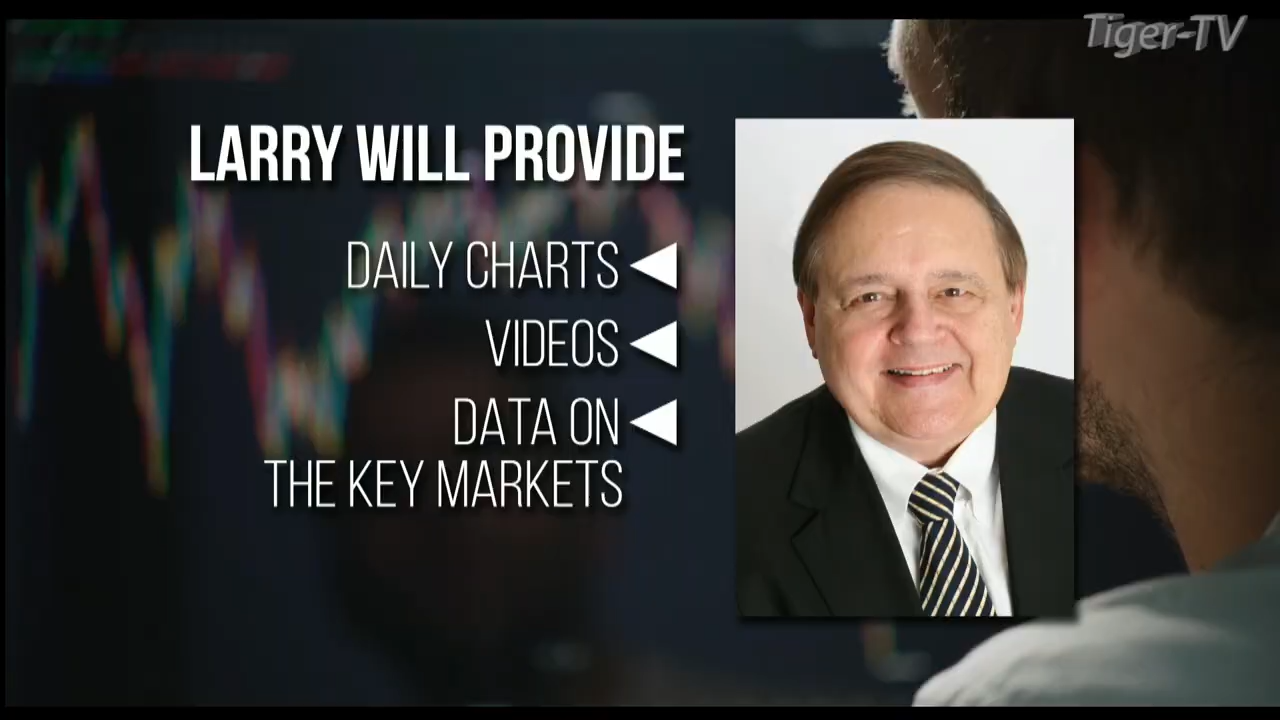 Tiger-TV
LARRY WILL PROVIDE
DAILY CHARTS
VIDEOS
DATA ON
THE KEY MARKETS